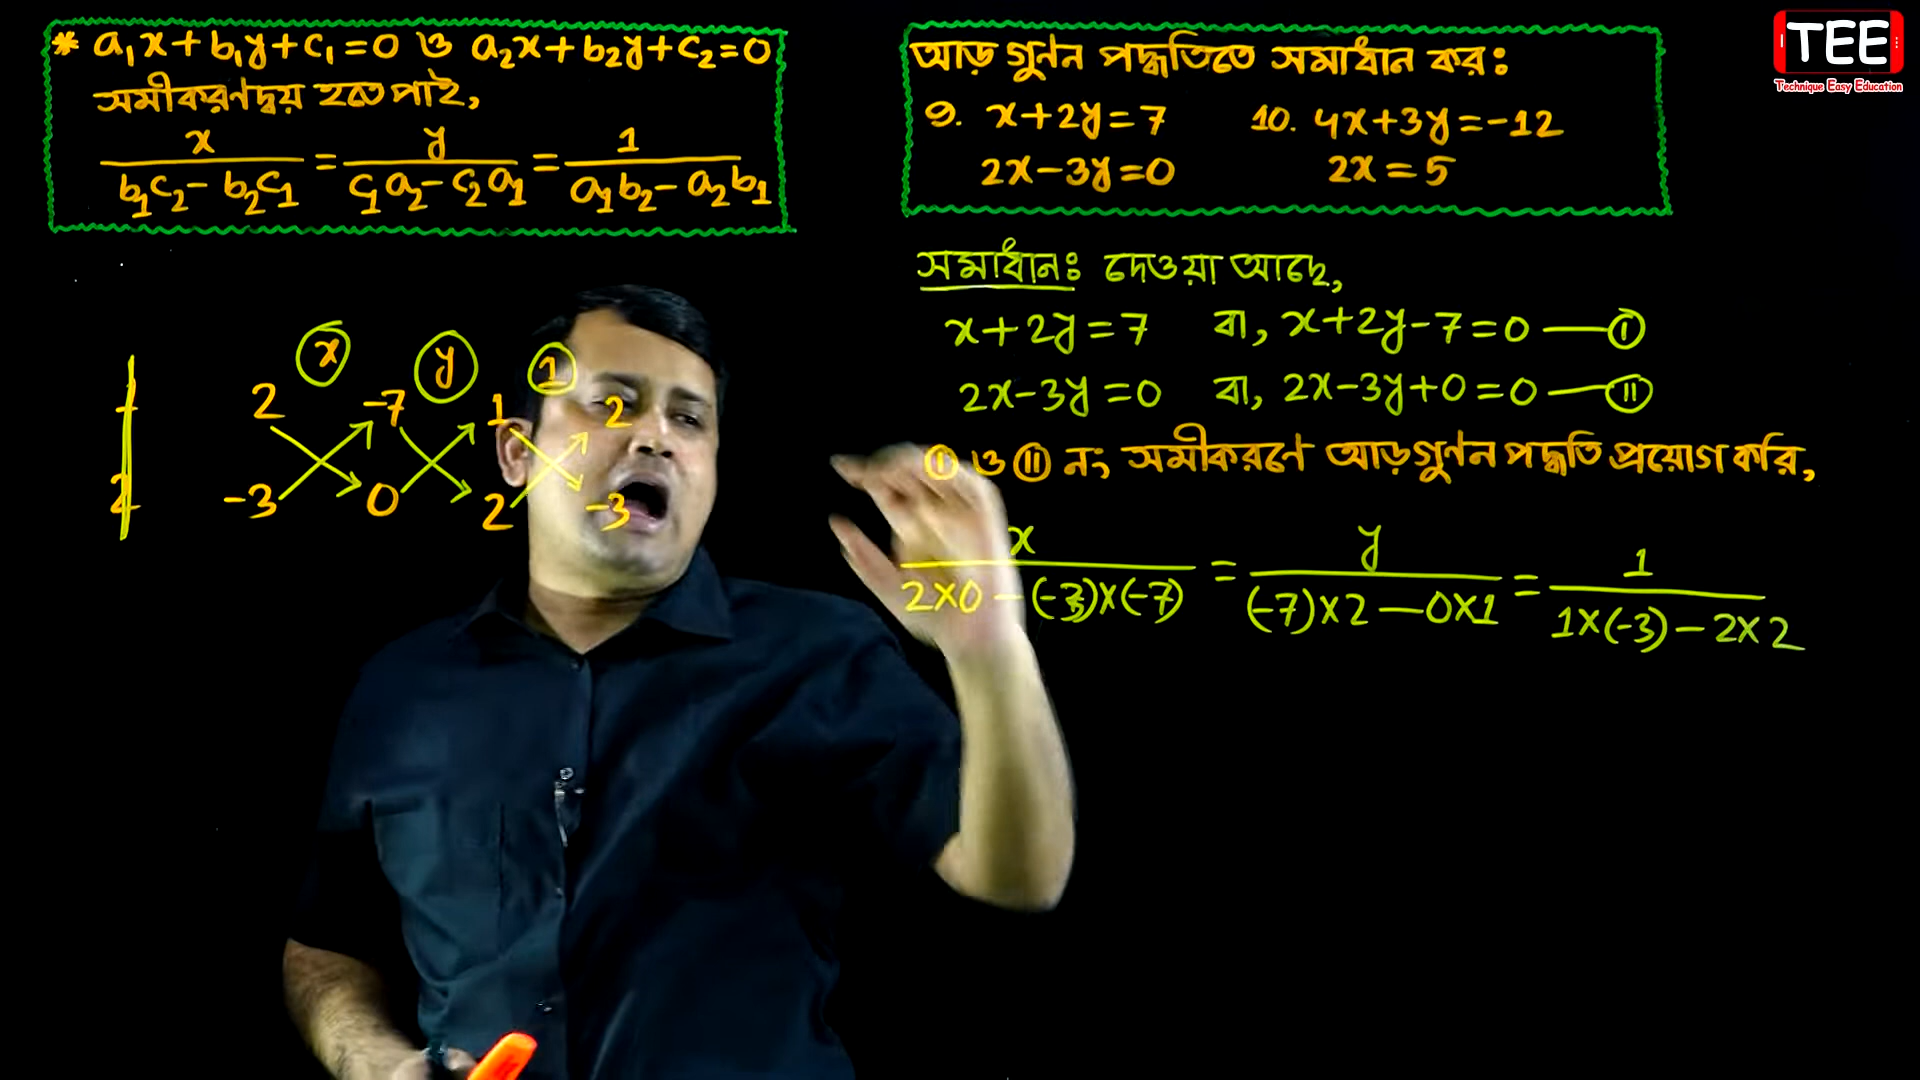 * a₁x+b₁y+c₁=0 ও a₂x+b₂y+c₂=0
সমীকরণদ্বয় হতে পাই,
x/(b₁c₂-b₂c₁) = y/(c₁a₂-c₂a₁) = 1/(a₁b₂-a₂b₁)
আড় গুণন পদ্ধতিতে সমাধান কর:
9. x+2y=7 10. 4x+3y=-12
2x-3y=0 2x=5
TEE
Technique Easy Education
সমাধান: দেওয়া আছে,
x+2y=7 বা, x+2y-7=0 — (i)
2x-3y=0 বা, 2x-3y+0=0 — (ii)
(i) ও (ii) নং সমীকরণে আড়গুণন পদ্ধতি প্রয়োগ করি,
x/(2×0-(-3)×(-7)) = y/((-7)×2-0×1) = 1/(1×(-3)-2×2)
x y 1
2 -7 1 2
-3 0 2 -3